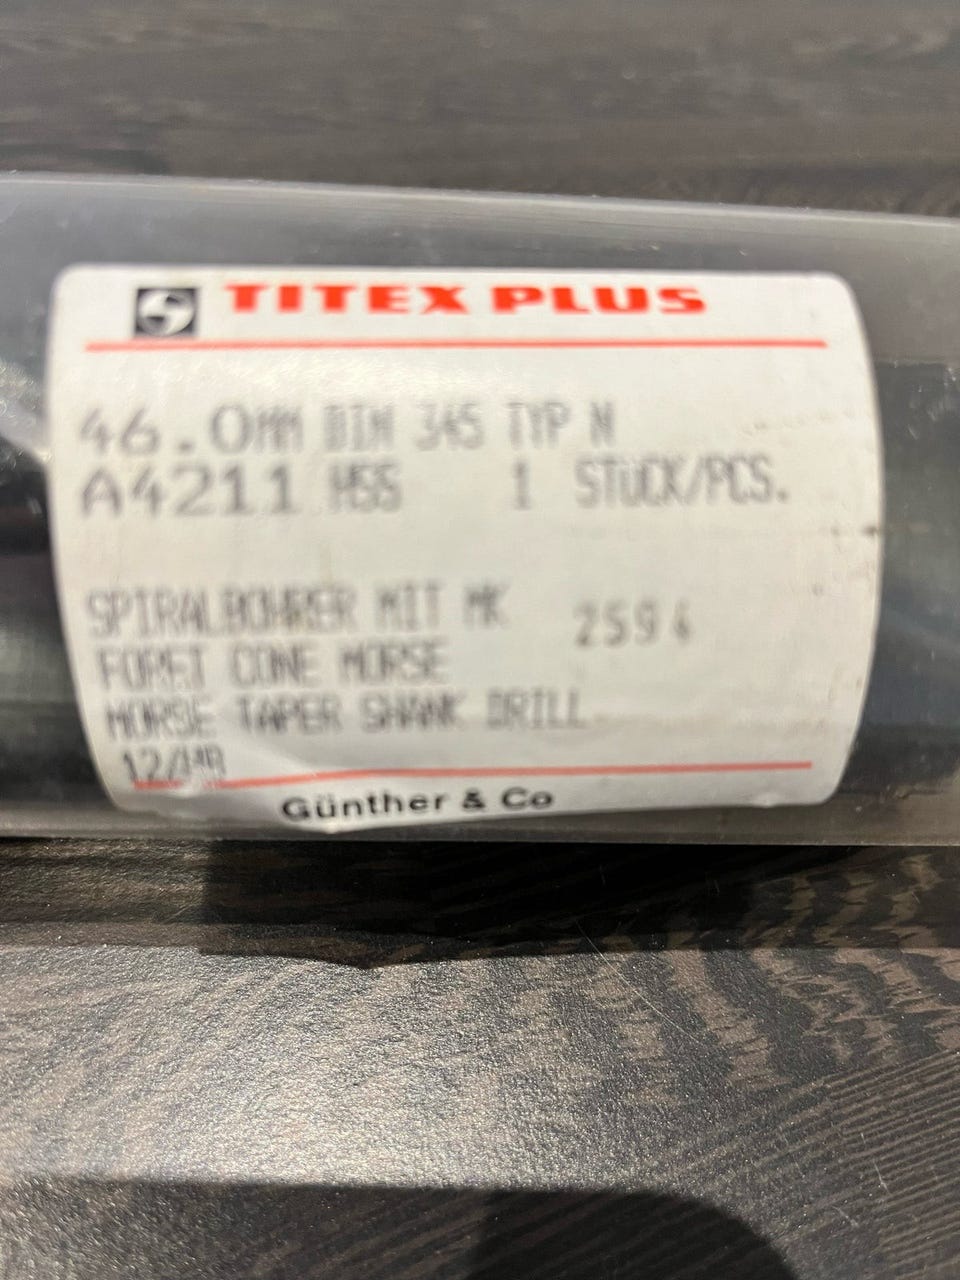 TITEX PLUS
46.0MM DIN 345 TYP N
A4211 HSS 1 STÜCK/PCS.
SPIRALBOHRER MIT MK 2594
FORET CONE MORSE
MORSE TAPER SHANK DRILL
Günther & Co